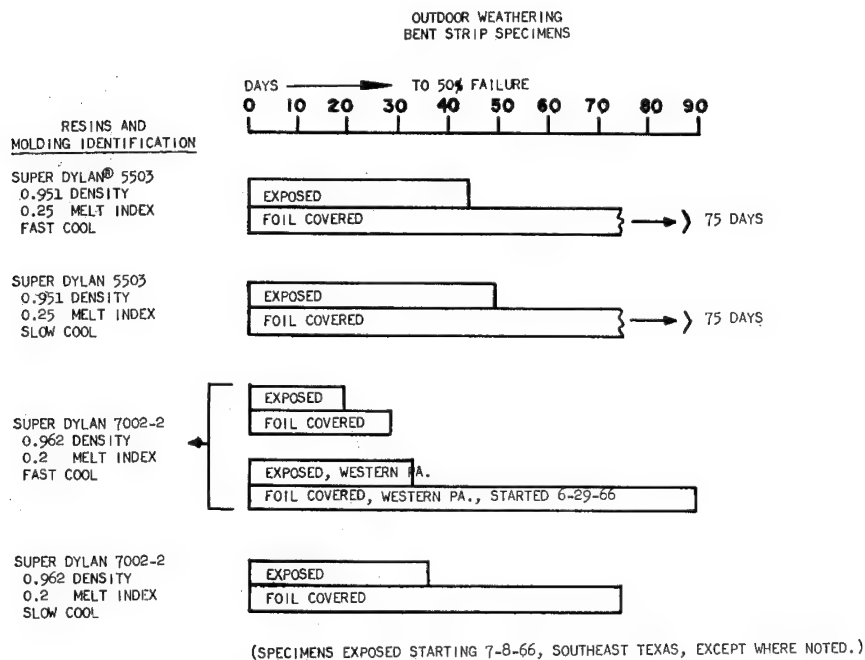 OUTDOOR WEATHERING
BENT STRIP SPECIMENS
DAYS TO 50% FAILURE
0 10 20 30 40 50 60 70 80 90
RESINS AND
MOLDING IDENTIFICATION
SUPER DYLAN® 5503
0.951 DENSITY
0.25 MELT INDEX
FAST COOL
EXPOSED
FOIL COVERED
> 75 DAYS
SUPER DYLAN 5503
0.951 DENSITY
0.25 MELT INDEX
SLOW COOL
EXPOSED
FOIL COVERED
> 75 DAYS
SUPER DYLAN 7002-2
0.962 DENSITY
0.2 MELT INDEX
FAST COOL
EXPOSED
FOIL COVERED
EXPOSED, WESTERN PA.
FOIL COVERED, WESTERN PA., STARTED 6-29-66
SUPER DYLAN 7002-2
0.962 DENSITY
0.2 MELT INDEX
SLOW COOL
EXPOSED
FOIL COVERED
(SPECIMENS EXPOSED STARTING 7-8-66, SOUTHEAST TEXAS, EXCEPT WHERE NOTED.)